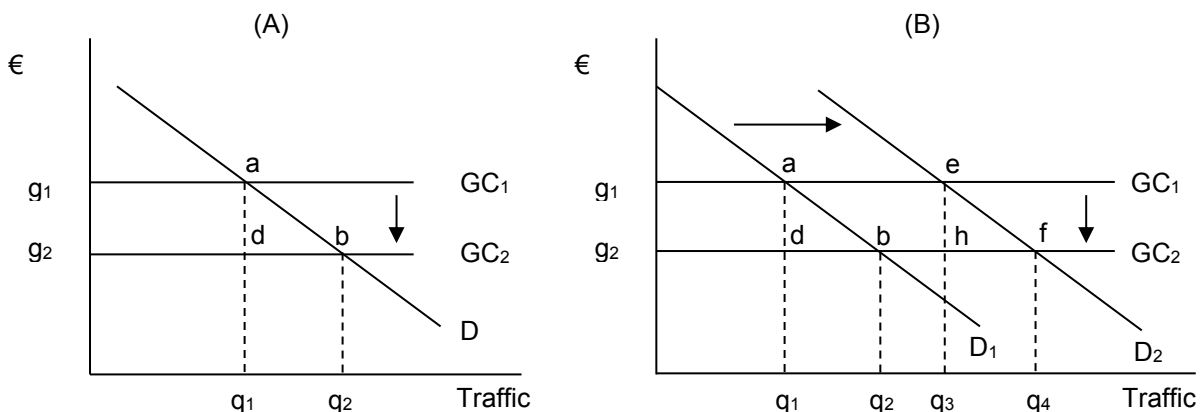 (A)
€
a
g₁
GC₁
d
b
g₂
GC₂
D
q₁
q₂
Traffic
(B)
€
a
e
g₁
GC₁
d
b
h
f
g₂
GC₂
D₁
D₂
q₁
q₂
q₃
q₄
Traffic